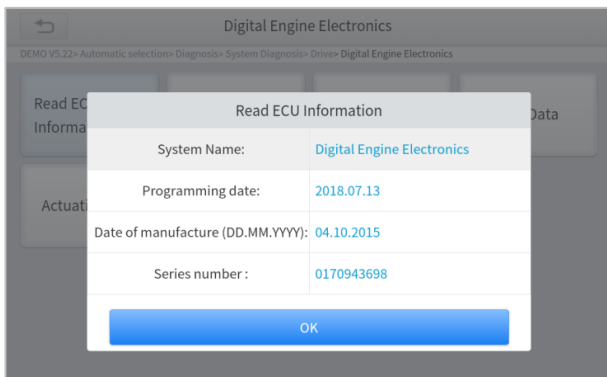 Digital Engine Electronics
DEMO V5.22> Automatic selection> Diagnosis> System Diagnosis> Drive> Digital Engine Electronics
Read EC
Informa
Data
Actuati
Read ECU Information
System Name: Digital Engine Electronics
Programming date: 2018.07.13
Date of manufacture (DD.MM.YYYY): 04.10.2015
Series number : 0170943698
OK